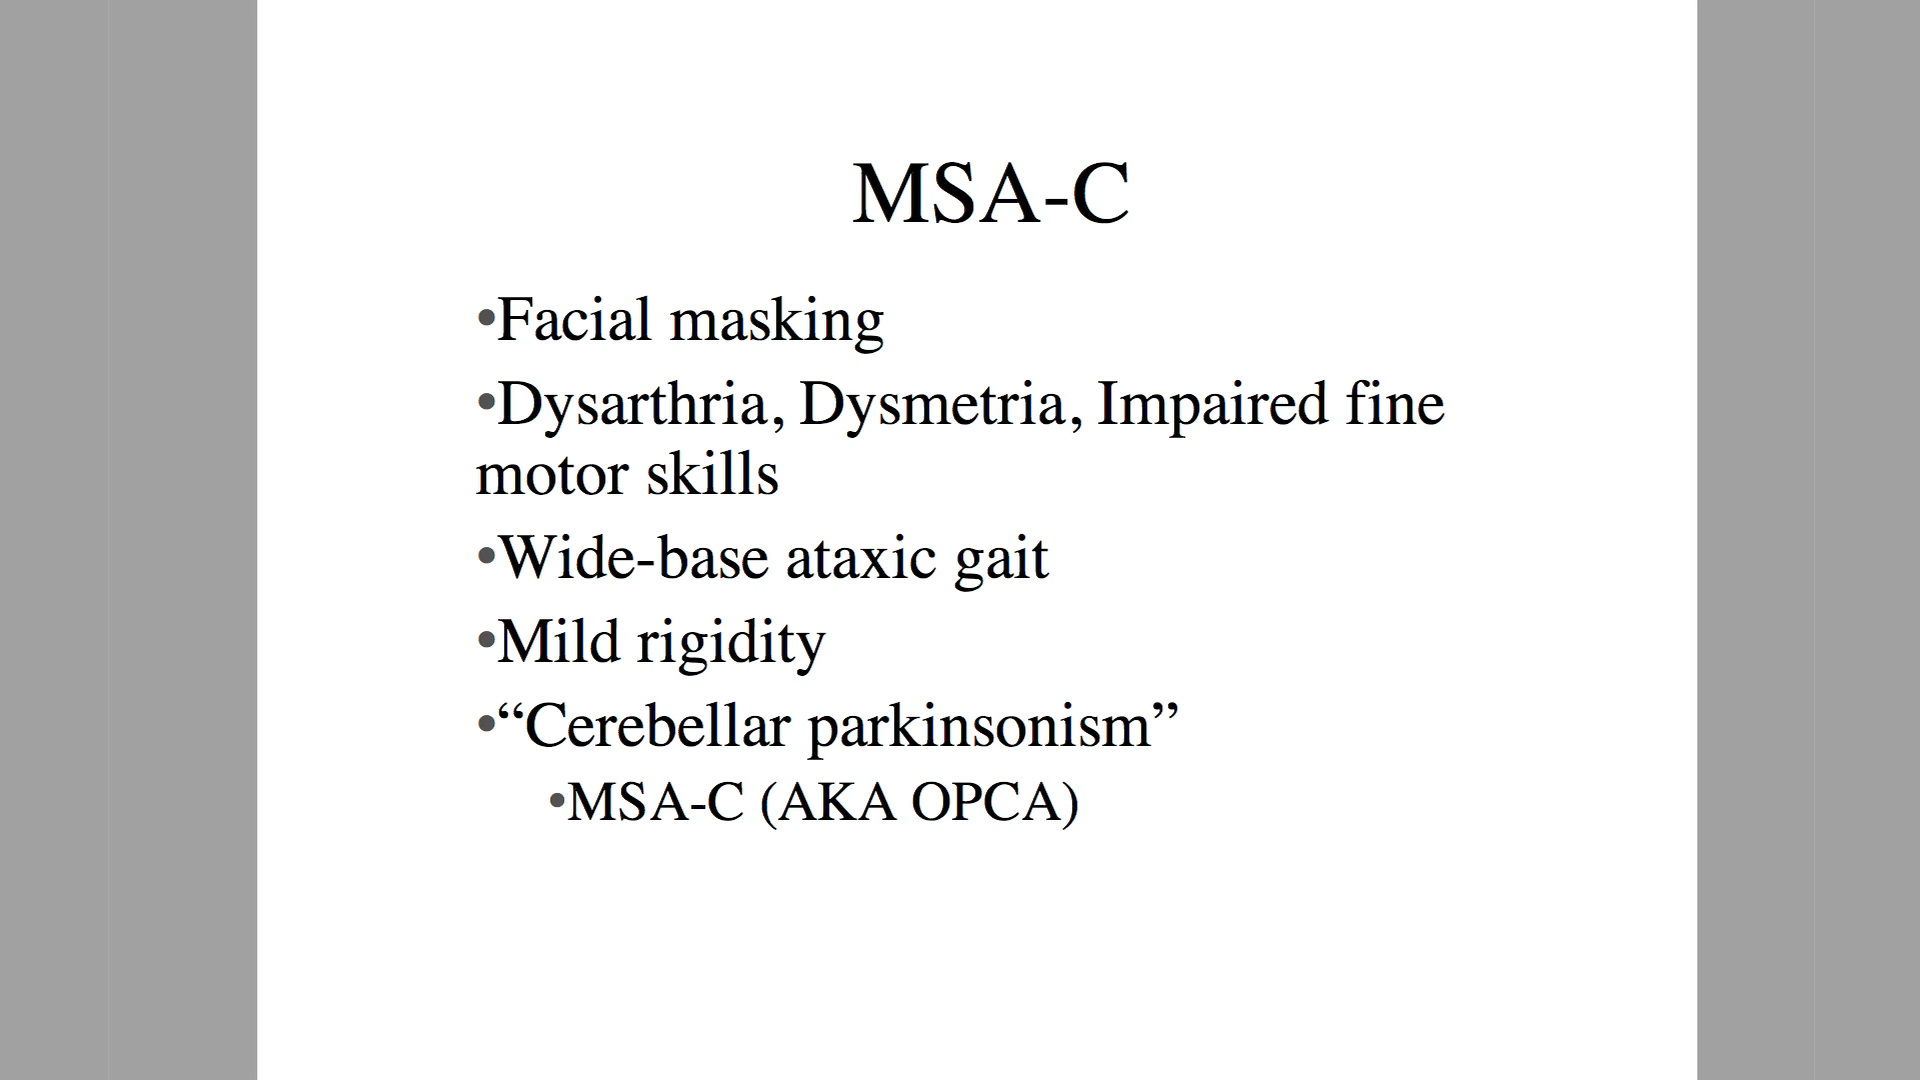 MSA-C
•Facial masking
•Dysarthria, Dysmetria, Impaired fine
motor skills
•Wide-base ataxic gait
•Mild rigidity
•“Cerebellar parkinsonism”
•MSA-C (AKA OPCA)